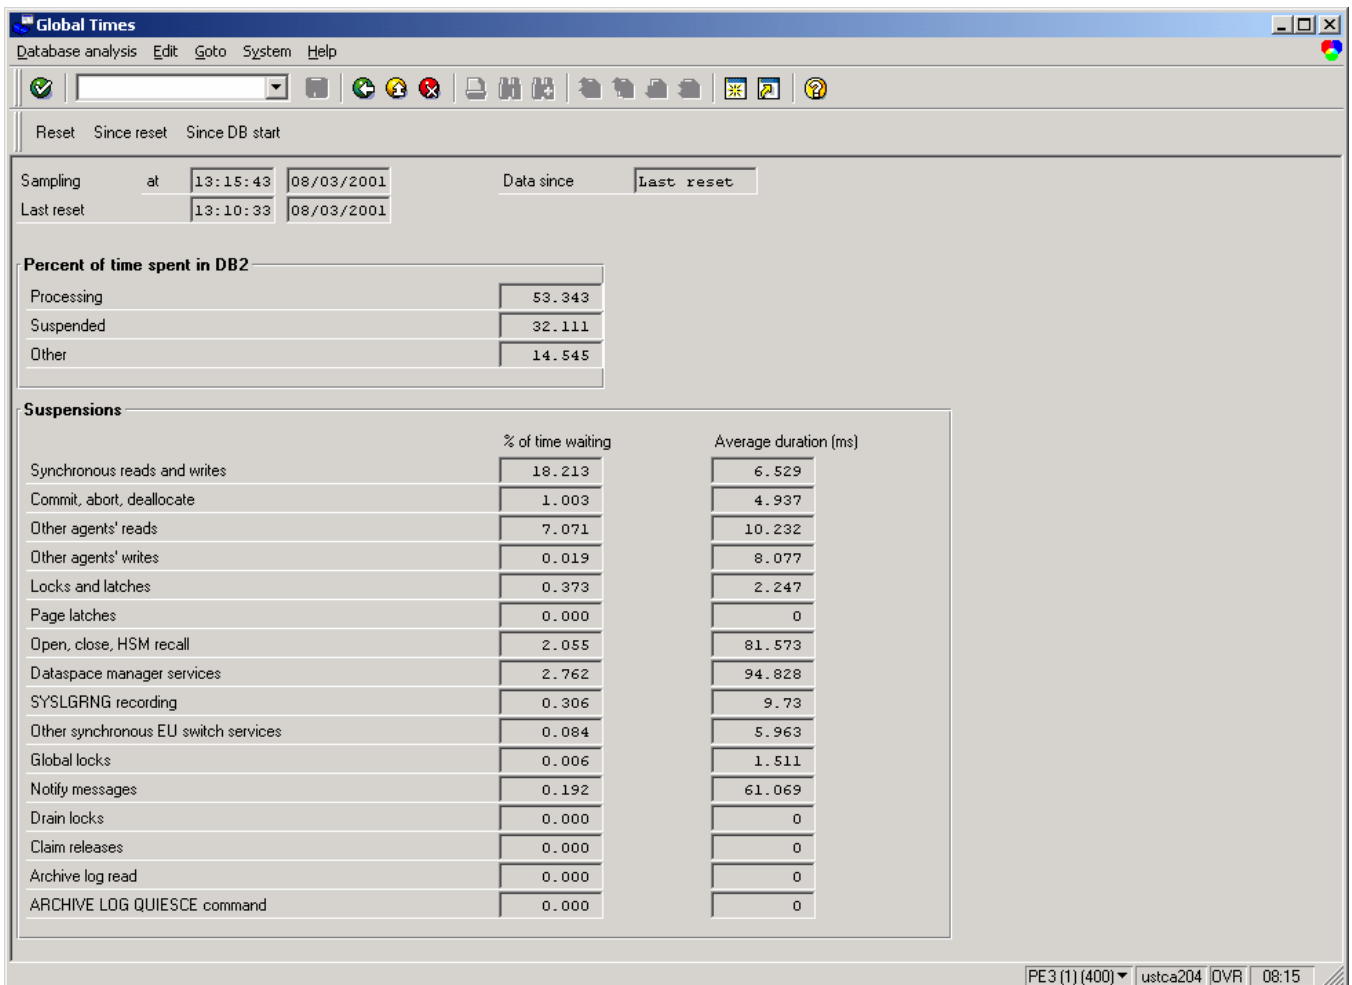 Global Times
Database analysis Edit Goto System Help
Reset Since reset Since DB start
Sampling at 13:15:43 08/03/2001 Data since Last reset
Last reset 13:10:33 08/03/2001
Percent of time spent in DB2
Processing 53.343
Suspended 32.111
Other 14.545
Suspensions
% of time waiting Average duration (ms)
Synchronous reads and writes 18.213 6.529
Commit, abort, deallocate 1.003 4.937
Other agents' reads 7.071 10.232
Other agents' writes 0.019 8.077
Locks and latches 0.373 2.247
Page latches 0.000 0
Open, close, HSM recall 2.055 81.573
Dataspace manager services 2.762 94.828
SYSLGRNG recording 0.306 9.73
Other synchronous EU switch services 0.084 5.963
Global locks 0.006 1.511
Notify messages 0.192 61.069
Drain locks 0.000 0
Claim releases 0.000 0
Archive log read 0.000 0
ARCHIVE LOG QUIESCE command 0.000 0
PE3 (1) (400) ustca204 OVR 08:15